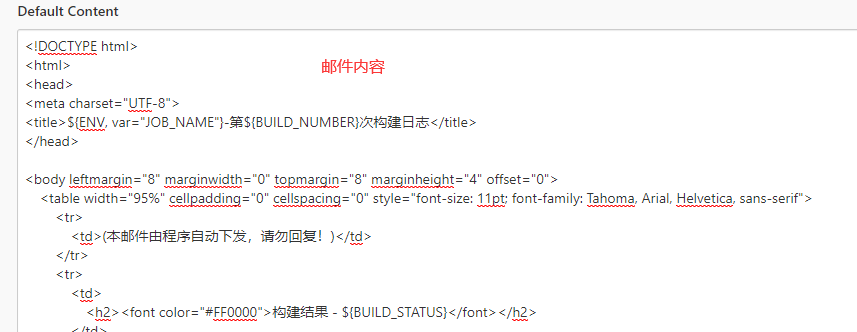 Default Content
<!DOCTYPE html>
<html>
邮件内容
<head>
<meta charset="UTF-8">
<title>${ENV, var="JOB_NAME"}-第${BUILD_NUMBER}次构建日志</title>
</head>
<body leftmargin="8" marginwidth="0" topmargin="8" marginheight="4" offset="0">
<table width="95%" cellpadding="0" cellspacing="0" style="font-size: 11pt; font-family: Tahoma, Arial, Helvetica, sans-serif">
<tr>
<td>(本邮件由程序自动下发，请勿回复！)</td>
</tr>
<tr>
<td>
<h2><font color="#FF0000">构建结果 - ${BUILD_STATUS}</font></h2>
</td>